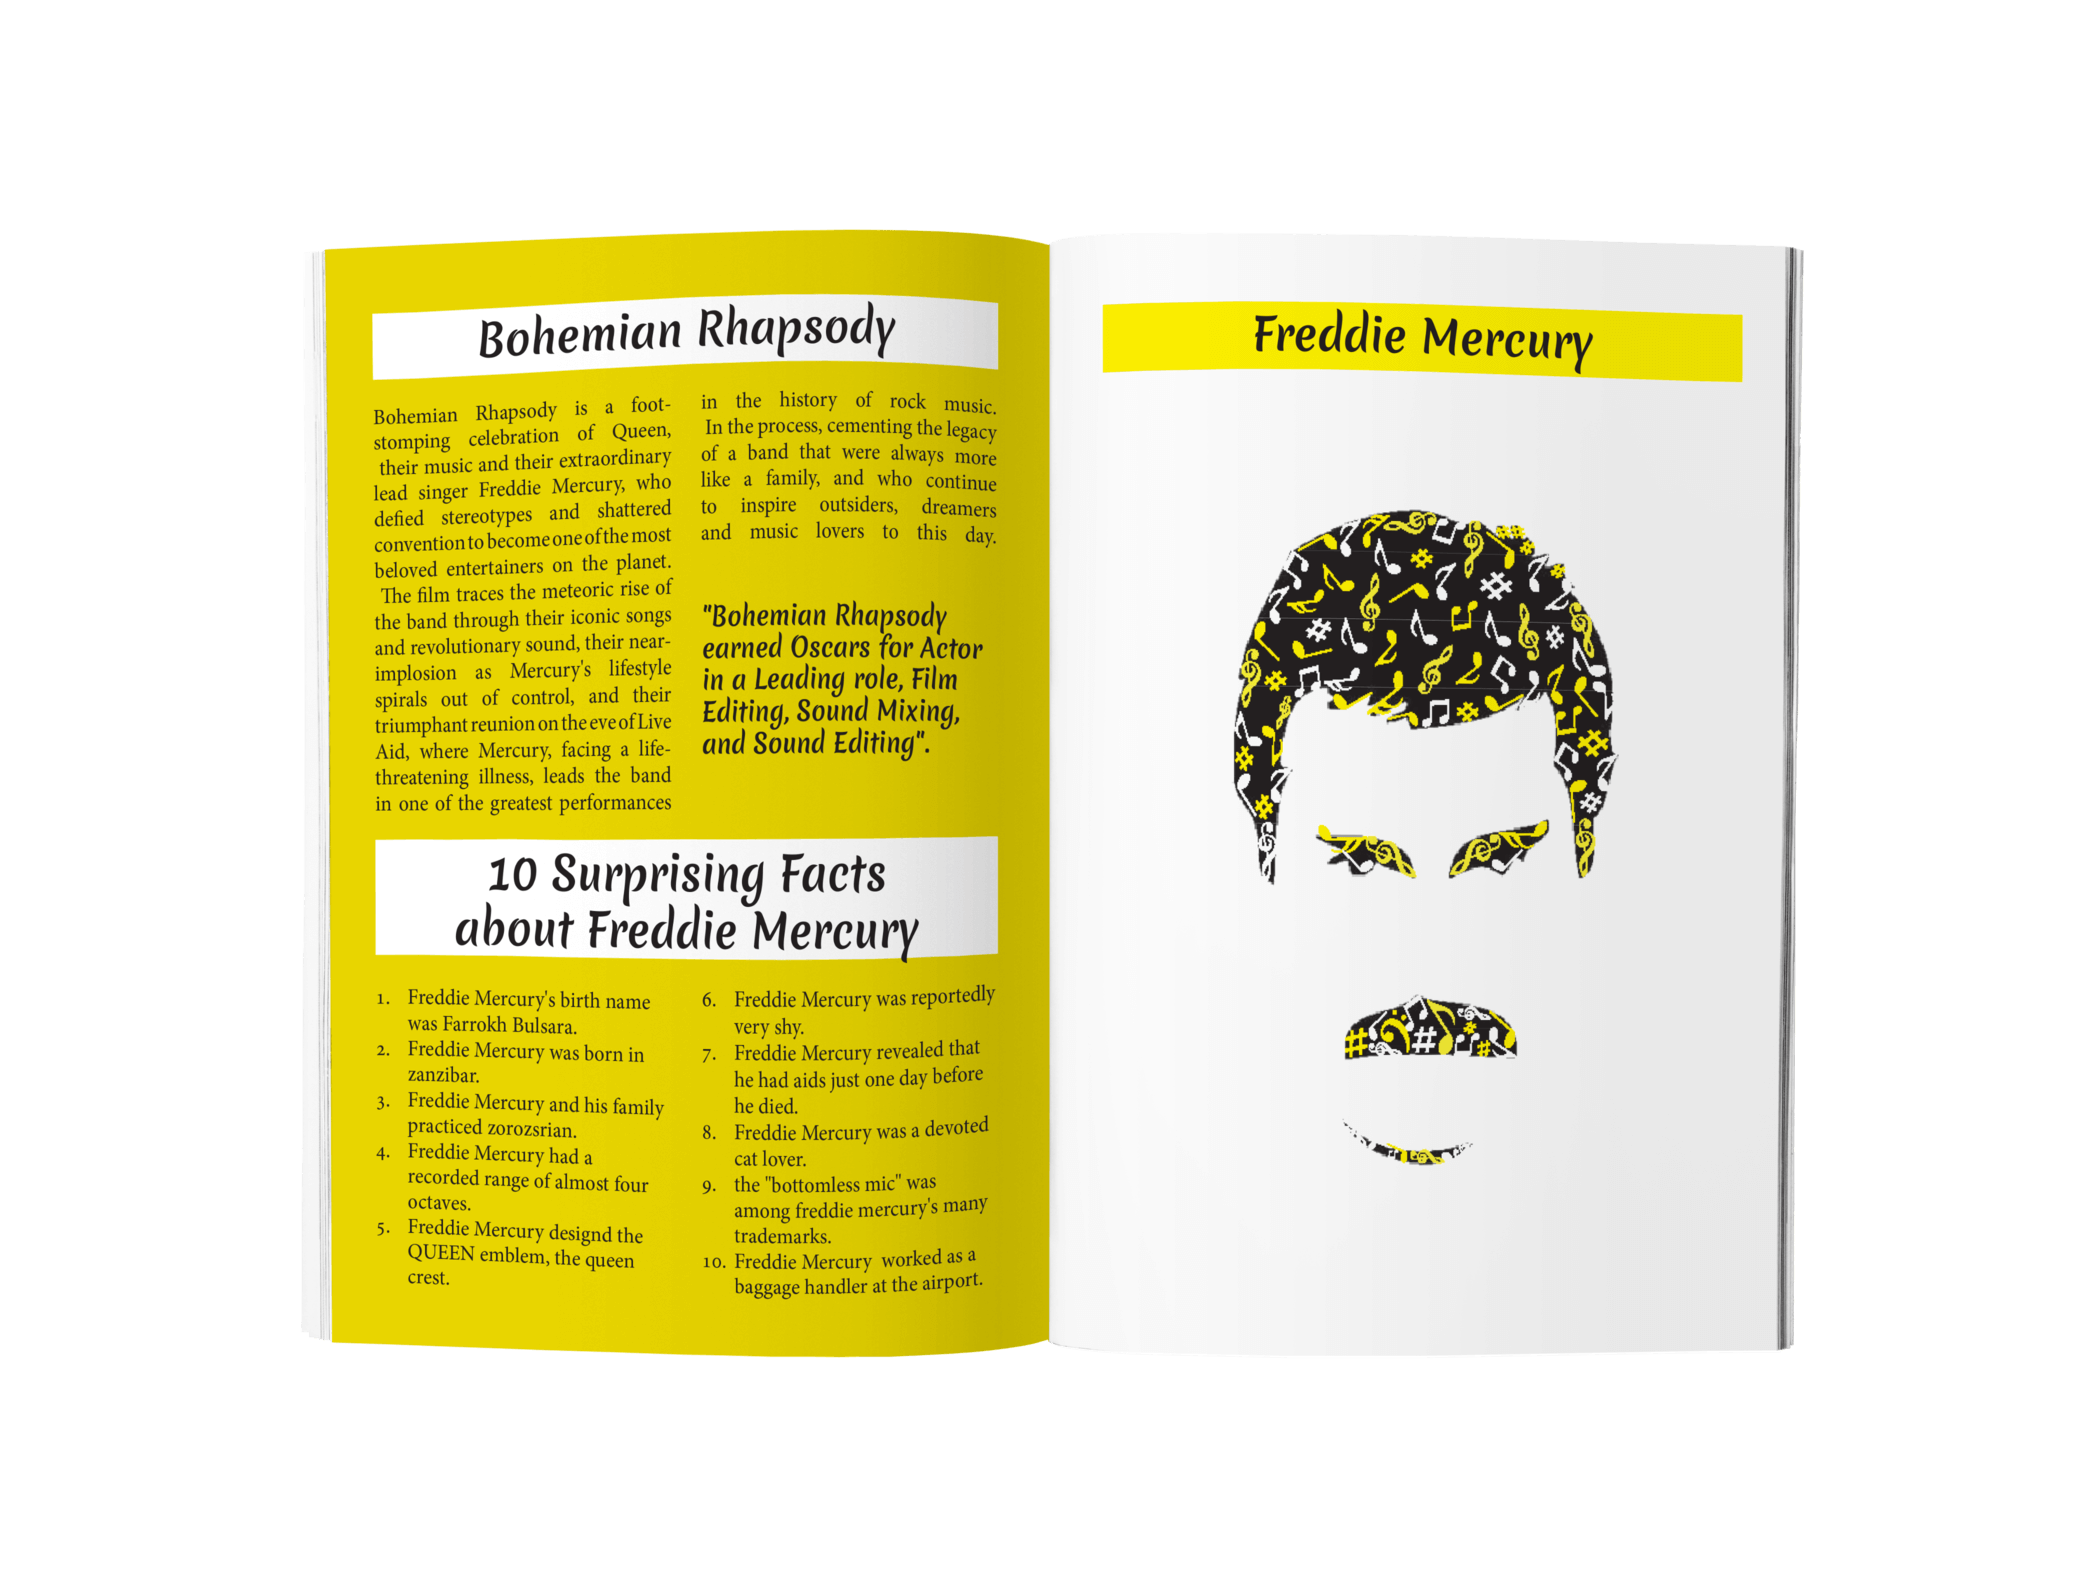 Bohemian Rhapsody
Bohemian Rhapsody is a foot-
stomping celebration of Queen,
their music and their extraordinary
lead singer Freddie Mercury, who
defied stereotypes and shattered
convention to become one of the most
beloved entertainers on the planet.
The film traces the meteoric rise of
the band through their iconic songs
and revolutionary sound, their near-
implosion as Mercury's lifestyle
spirals out of control, and their
triumphant reunion on the eve of Live
Aid, where Mercury, facing a life-
threatening illness, leads the band
in one of the greatest performances
in the history of rock music.
In the process, cementing the legacy
of a band that were always more
like a family, and who continue
to inspire outsiders, dreamers
and music lovers to this day.
"Bohemian Rhapsody
earned Oscars for Actor
in a Leading role, Film
Editing, Sound Mixing,
and Sound Editing".
10 Surprising Facts
about Freddie Mercury
1. Freddie Mercury's birth name
was Farrokh Bulsara.
2. Freddie Mercury was born in
zanzibar.
3. Freddie Mercury and his family
practiced zorozsrian.
4. Freddie Mercury had a
recorded range of almost four
octaves.
5. Freddie Mercury designd the
QUEEN emblem, the queen
crest.
6. Freddie Mercury was reportedly
very shy.
7. Freddie Mercury revealed that
he had aids just one day before
he died.
8. Freddie Mercury was a devoted
cat lover.
9. the "bottomless mic" was
among freddie mercury's many
trademarks.
10. Freddie Mercury worked as a
baggage handler at the airport.
Freddie Mercury